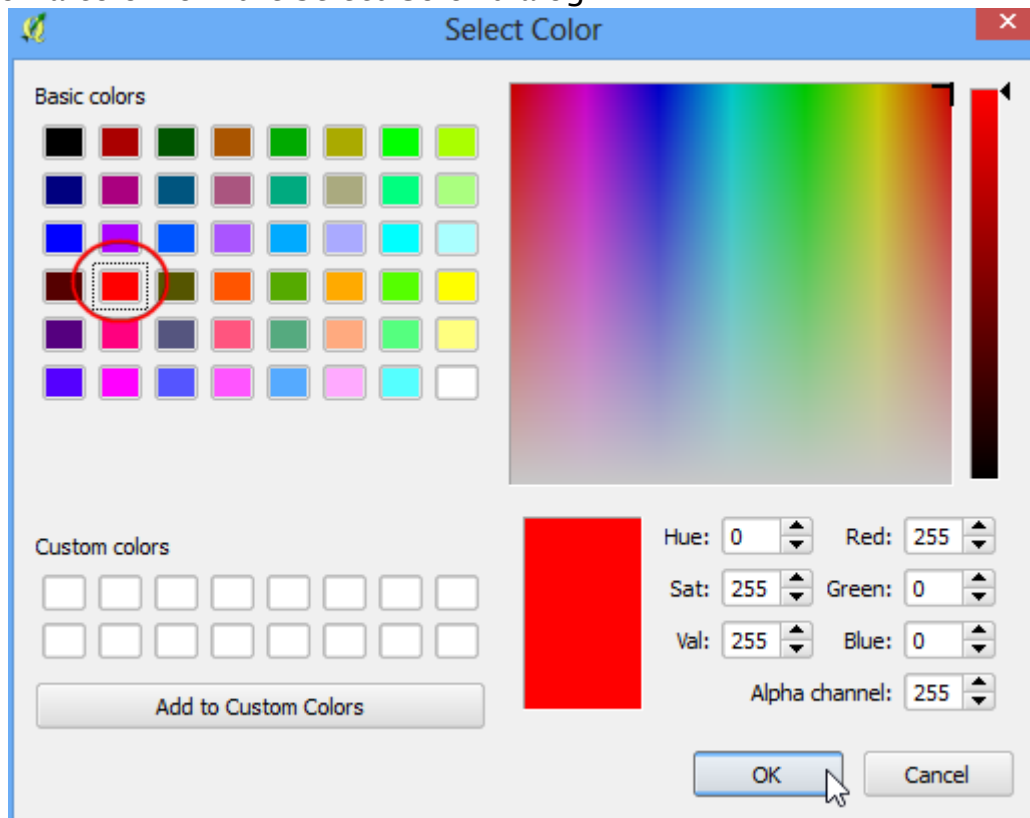 Select Color
Basic colors
Custom colors
Add to Custom Colors
Hue: 0 Red: 255
Sat: 255 Green: 0
Val: 255 Blue: 0
Alpha channel: 255
OK Cancel